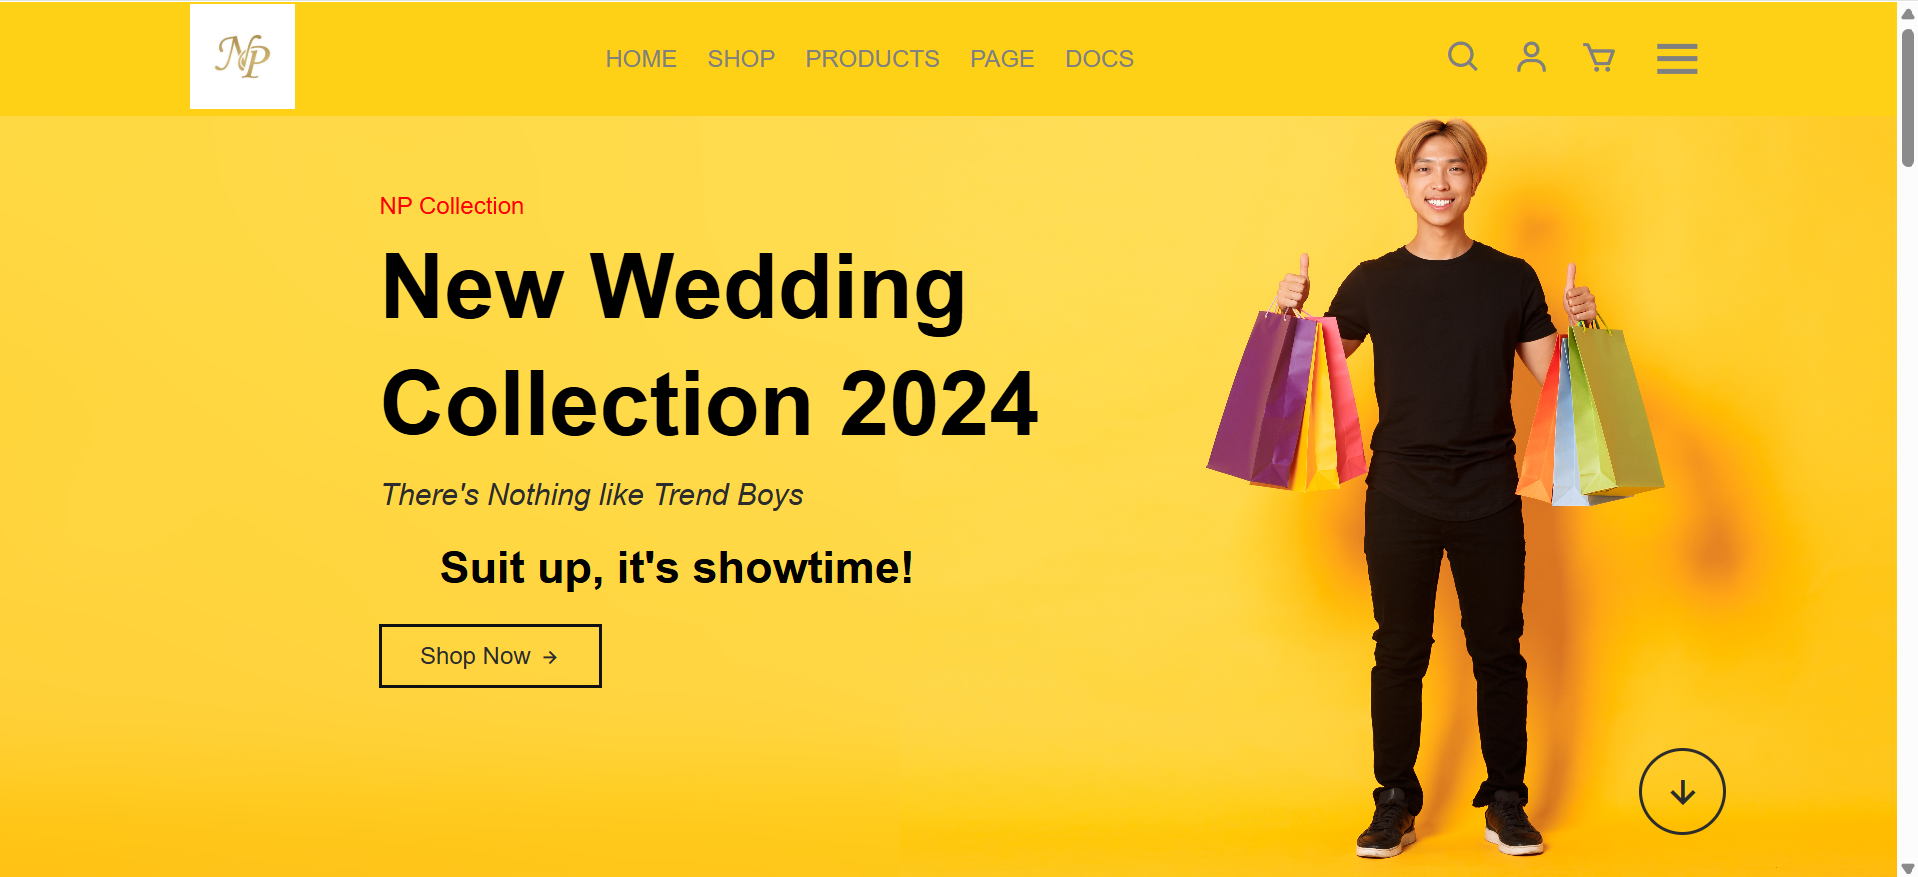 NP
HOME SHOP PRODUCTS PAGE DOCS
NP Collection
New Wedding
Collection 2024
There's Nothing like Trend Boys
Suit up, it's showtime!
Shop Now →